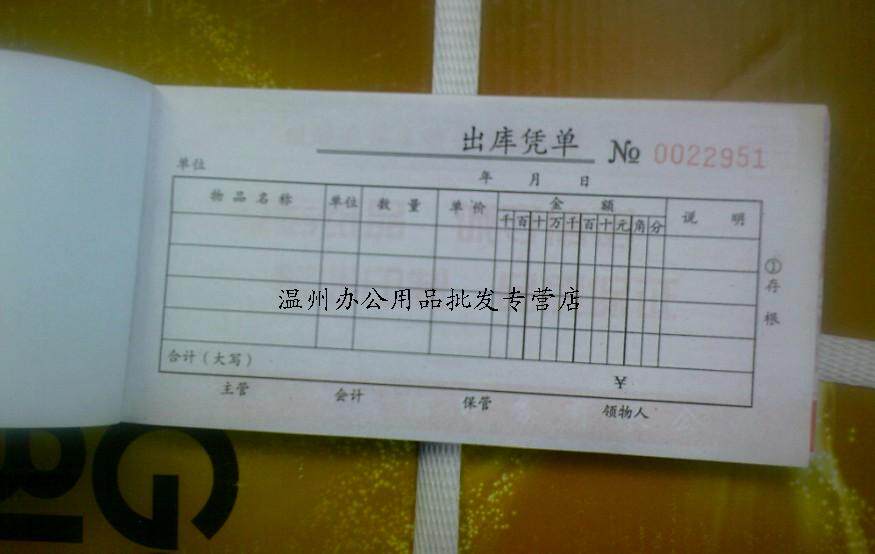 出库凭单 № 0022951
单位 年 月 日
物品名称 单位 数量 单价 金额 说明
千 百 十 万 千 百 十 元 角 分
①存根
温州办公用品批发专营店
合计（大写） ¥
主管 会计 保管 领物人